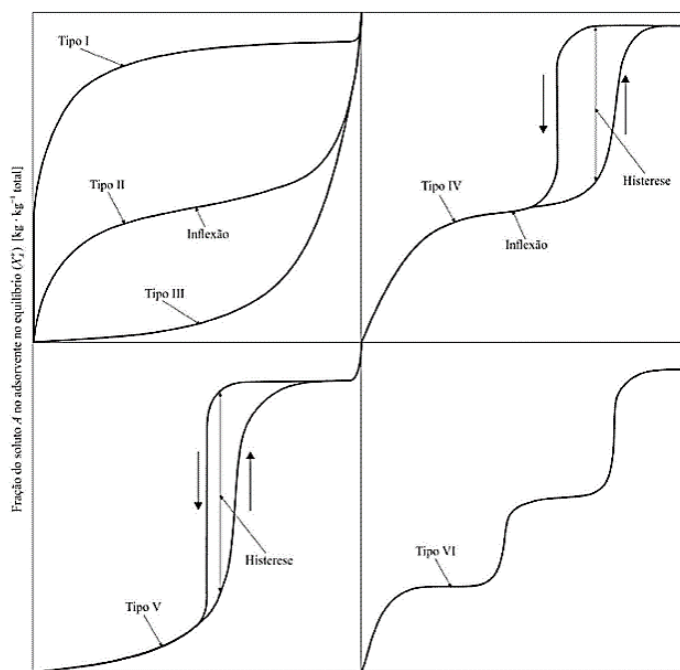 Fração do soluto A no adsorvente no equilíbrio (X*A) [kg · kg⁻¹ total]
Tipo I
Tipo II
Inflexão
Tipo III
Tipo IV
Inflexão
Histerese
Tipo V
Histerese
Tipo VI